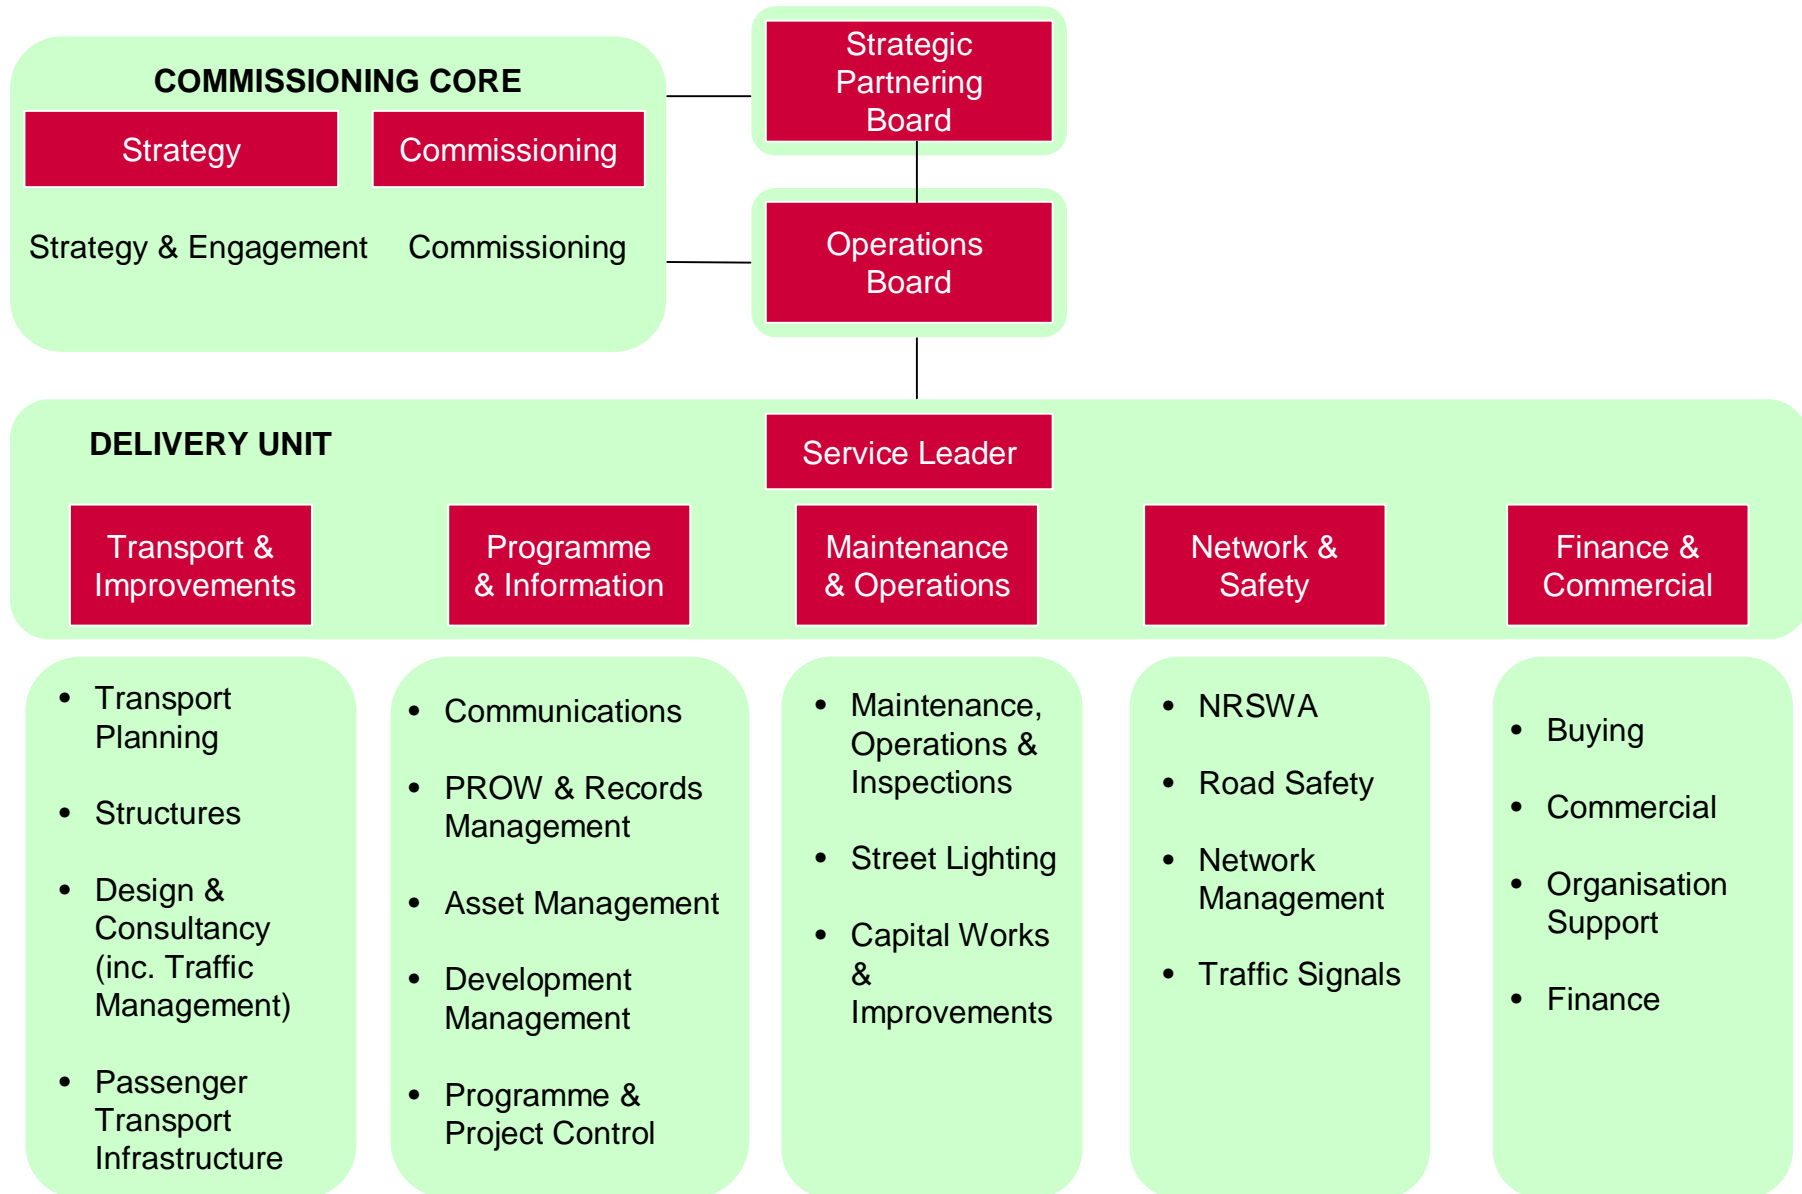 COMMISSIONING CORE
Strategy
Commissioning
Strategy & Engagement
Commissioning
Strategic
Partnering
Board
Operations
Board
DELIVERY UNIT
Service Leader
Transport &
Improvements
Programme
& Information
Maintenance
& Operations
Network &
Safety
Finance &
Commercial
• Transport
Planning
• Structures
• Design &
Consultancy
(inc. Traffic
Management)
• Passenger
Transport
Infrastructure
• Communications
• PROW & Records
Management
• Asset Management
• Development
Management
• Programme &
Project Control
• Maintenance,
Operations &
Inspections
• Street Lighting
• Capital Works
&
Improvements
• NRSWA
• Road Safety
• Network
Management
• Traffic Signals
• Buying
• Commercial
• Organisation
Support
• Finance